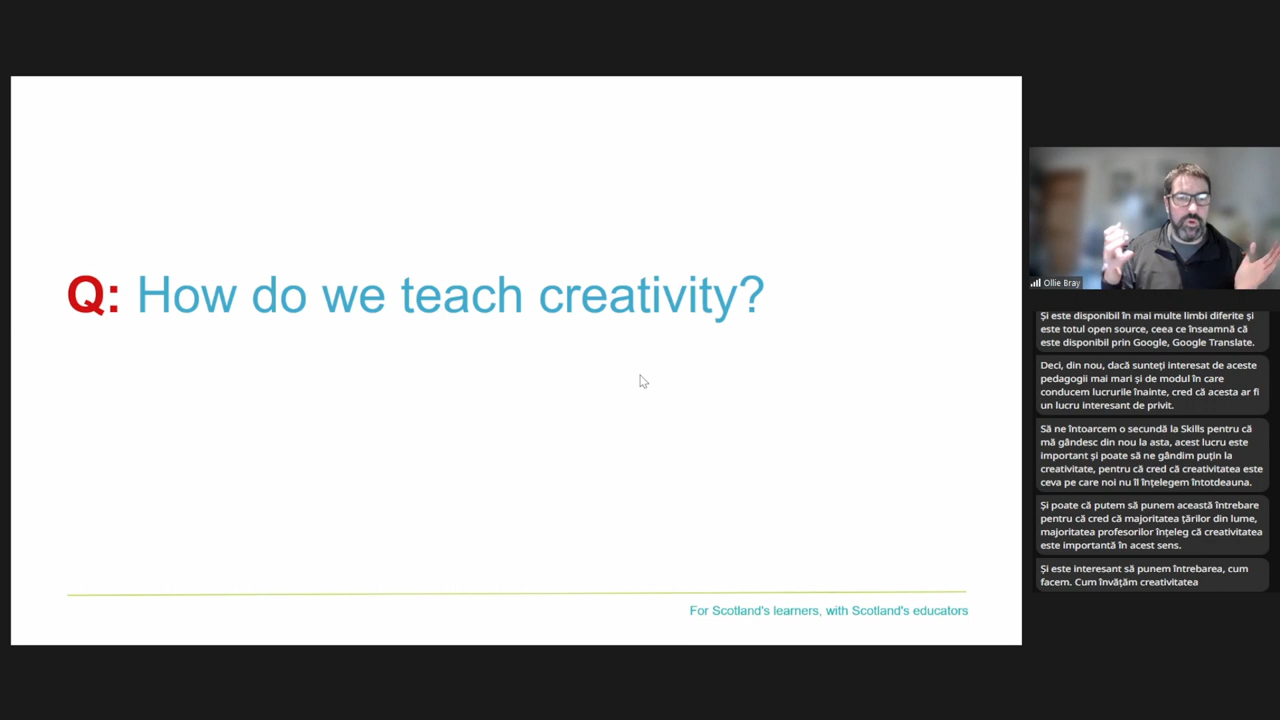 Q: How do we teach creativity?
For Scotland's learners, with Scotland's educators
Ollie Bray
Și este disponibil în mai multe limbi diferite și
este totul open source, ceea ce înseamnă că
este disponibil prin Google, Google Translate.
Deci, din nou, dacă sunteți interesat de aceste
pedagogii mai mari și de modul în care
conducem lucrurile înainte, cred că acesta ar fi
un lucru interesant de privit.
Să ne întoarcem o secundă la Skills pentru că
mă gândesc din nou la asta, acest lucru este
important și poate să ne gândim puțin la
creativitate, pentru că cred că creativitatea este
ceva pe care noi nu îl înțelegem întotdeauna.
Și poate că putem să punem această întrebare
pentru că cred că majoritatea țărilor din lume,
majoritatea profesorilor înțeleg că creativitatea
este importantă în acest sens.
Și este interesant să punem întrebarea, cum
facem. Cum învățăm creativitatea